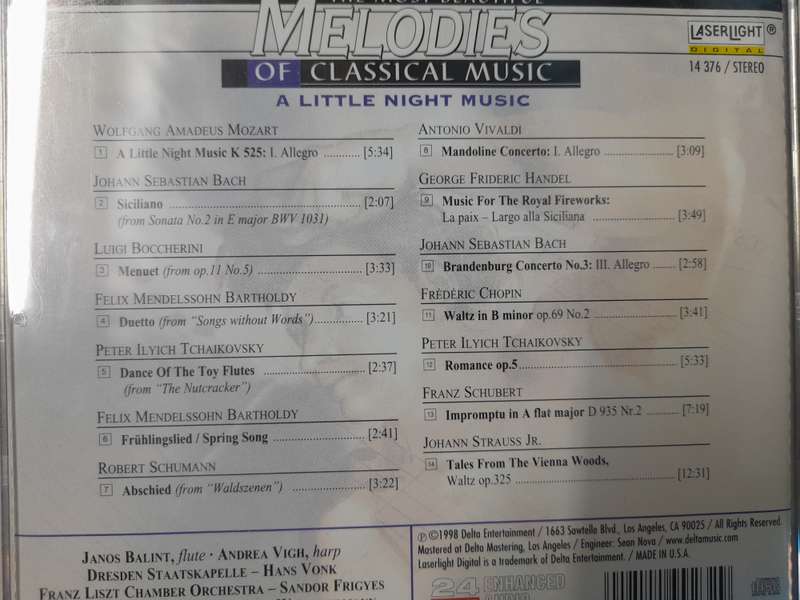 THE MOST BEAUTIFUL
MELODIES
OF CLASSICAL MUSIC
A LITTLE NIGHT MUSIC
LASERLIGHT®
DIGITAL
14 376 / STEREO
WOLFGANG AMADEUS MOZART
1 A Little Night Music K 525: I. Allegro ............ [5:34]
JOHANN SEBASTIAN BACH
2 Siciliano ............ [2:07]
(from Sonata No.2 in E major BWV 1031)
LUIGI BOCCHERINI
3 Menuet (from op.11 No.5) ............ [3:33]
FELIX MENDELSSOHN BARTHOLDY
4 Duetto (from “Songs without Words”) ............ [3:21]
PETER ILYICH TCHAIKOVSKY
5 Dance Of The Toy Flutes ............ [2:37]
(from “The Nutcracker”)
FELIX MENDELSSOHN BARTHOLDY
6 Frühlingslied / Spring Song ............ [2:41]
ROBERT SCHUMANN
7 Abschied (from “Waldszenen”) ............ [3:22]
ANTONIO VIVALDI
8 Mandoline Concerto: I. Allegro ............ [3:09]
GEORGE FRIDERIC HANDEL
9 Music For The Royal Fireworks:
La paix – Largo alla Siciliana ............ [3:49]
JOHANN SEBASTIAN BACH
10 Brandenburg Concerto No.3: III. Allegro ...... [2:58]
FRÉDÉRIC CHOPIN
11 Waltz in B minor op.69 No.2 ............ [3:41]
PETER ILYICH TCHAIKOVSKY
12 Romance op.5 ............ [5:33]
FRANZ SCHUBERT
13 Impromptu in A flat major D 935 Nr.2 ......... [7:19]
JOHANN STRAUSS JR.
14 Tales From The Vienna Woods,
Waltz op.325 ............ [12:31]
JANOS BALINT, flute · ANDREA VIGH, harp
DRESDEN STAATSKAPELLE – HANS VONK
FRANZ LISZT CHAMBER ORCHESTRA – SANDOR FRIGYES
℗©1998 Delta Entertainment / 1663 Sawtelle Blvd., Los Angeles, CA 90025 / All Rights Reserved.
Mastered at Delta Mastering, Los Angeles / Engineer: Sean Nova / www.deltamusic.com
Laserlight Digital is a trademark of Delta Entertainment. / MADE IN U.S.A.
24 ENHANCED